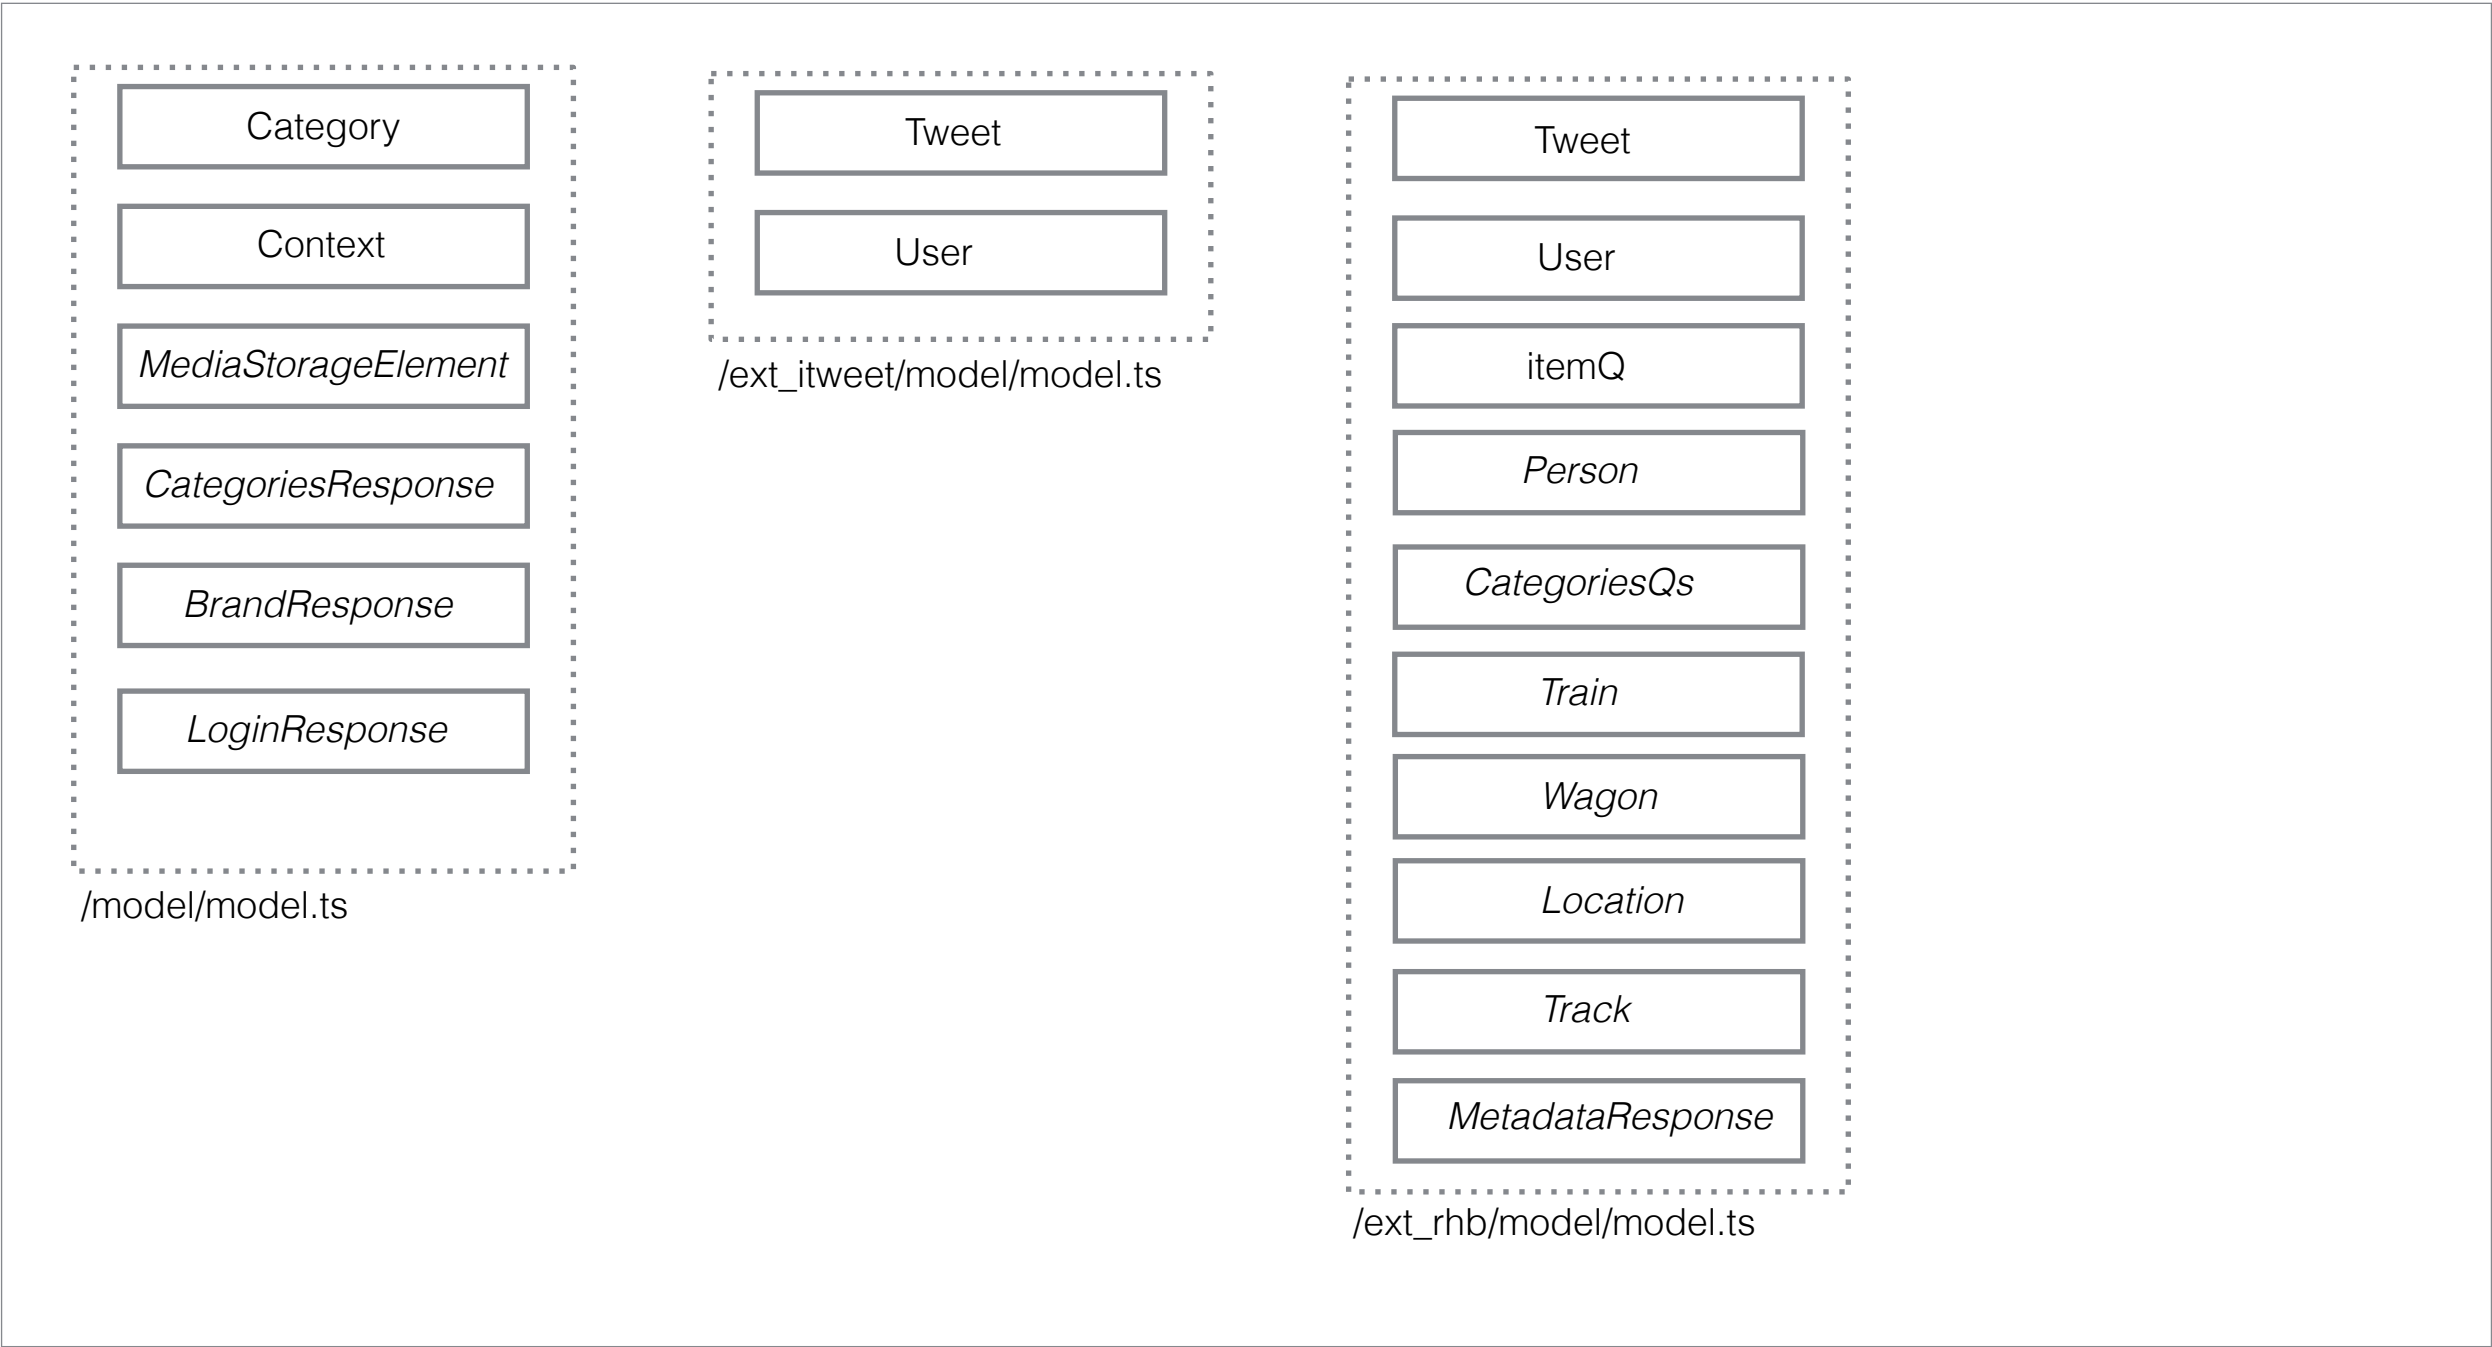 Category
Context
MediaStorageElement
CategoriesResponse
BrandResponse
LoginResponse
/model/model.ts
Tweet
User
/ext_itweet/model/model.ts
Tweet
User
itemQ
Person
CategoriesQs
Train
Wagon
Location
Track
MetadataResponse
/ext_rhb/model/model.ts